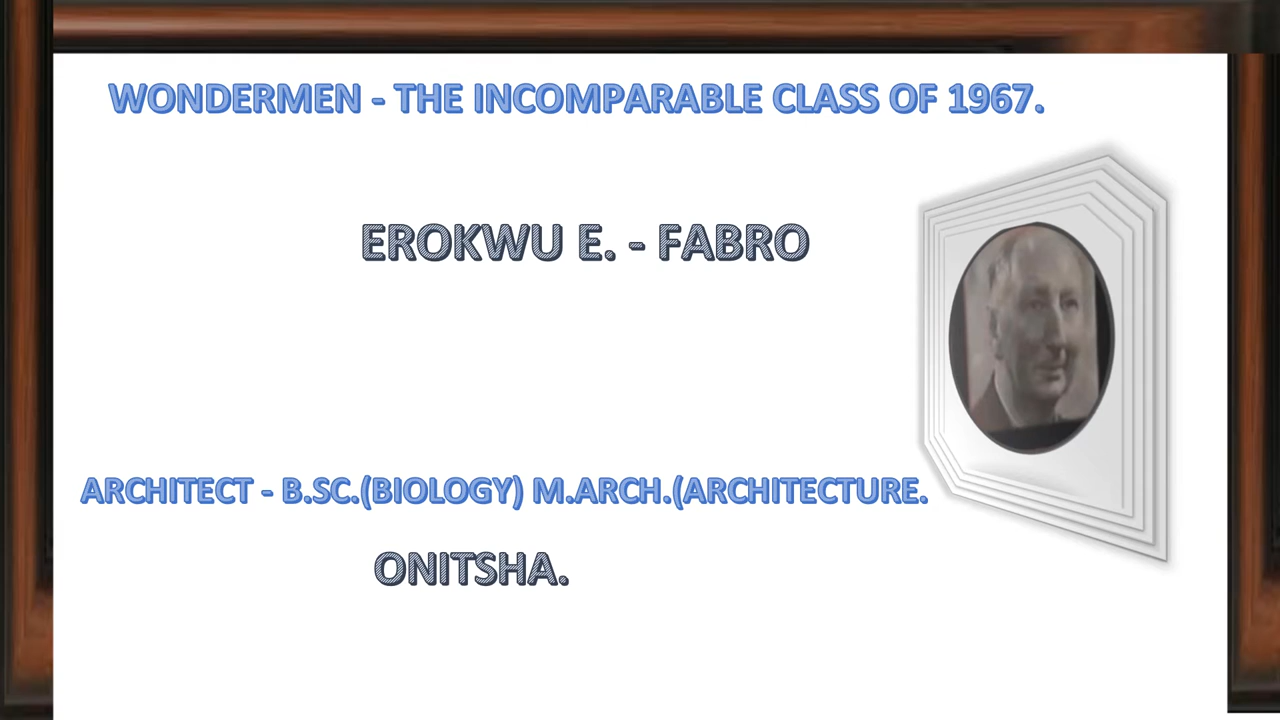 WONDERMEN - THE INCOMPARABLE CLASS OF 1967.
EROKWU E. - FABRO
ARCHITECT - B.SC.(BIOLOGY) M.ARCH.(ARCHITECTURE.
ONITSHA.